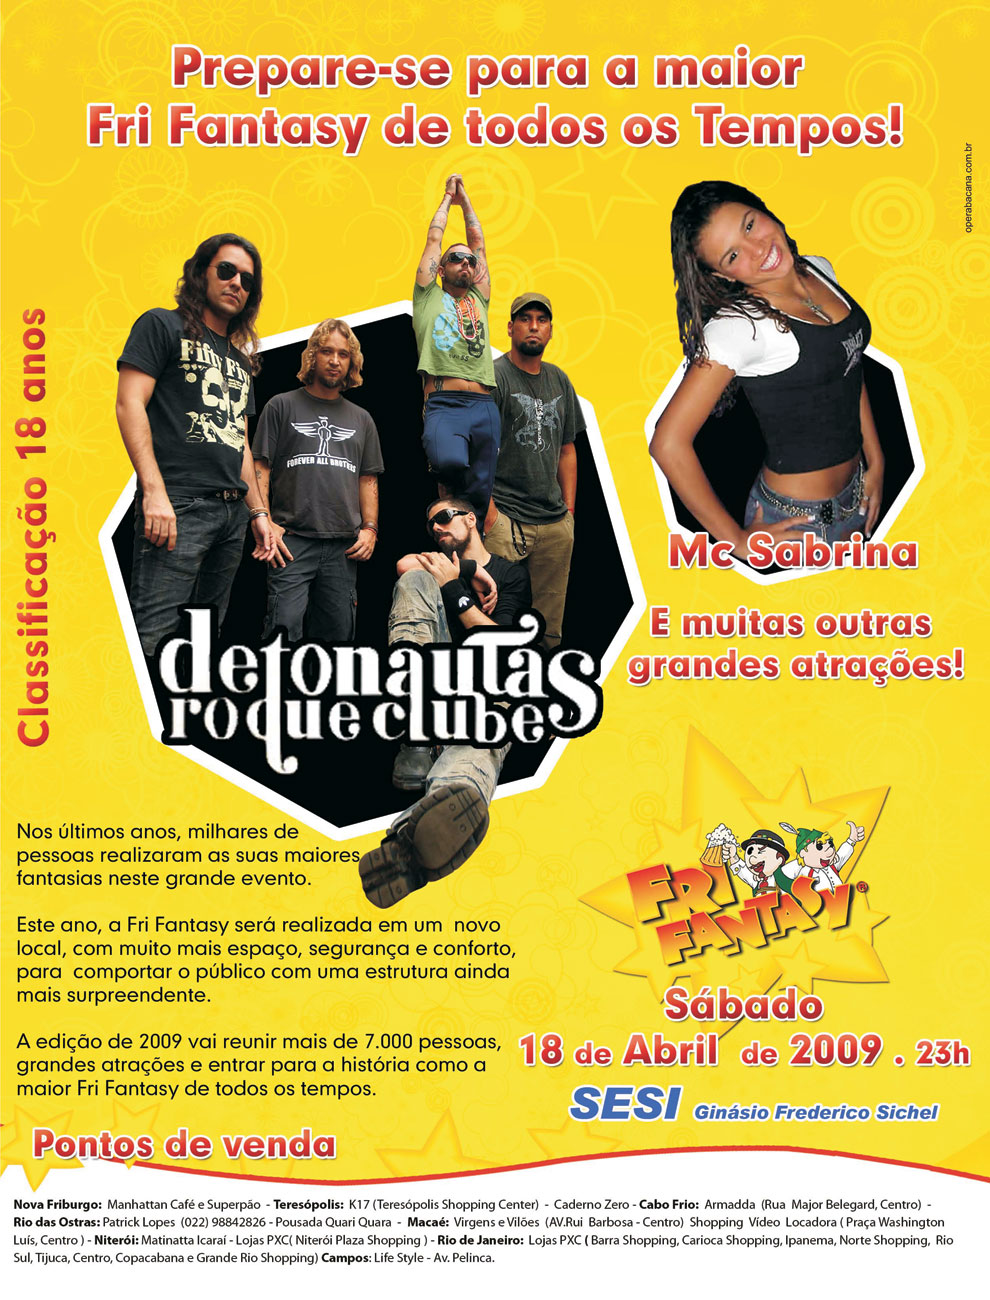 Prepare-se para a maior
Fri Fantasy de todos os Tempos!
operabacana.com.br
Classificação 18 anos
Fifty Five
FOREVER ALL BROTHERS
detonautas
roque clube
Mc Sabrina
E muitas outras
grandes atrações!
Nos últimos anos, milhares de
pessoas realizaram as suas maiores
fantasias neste grande evento.
Este ano, a Fri Fantasy será realizada em um novo
local, com muito mais espaço, segurança e conforto,
para comportar o público com uma estrutura ainda
mais surpreendente.
A edição de 2009 vai reunir mais de 7.000 pessoas,
grandes atrações e entrar para a história como a
maior Fri Fantasy de todos os tempos.
FRI
FANTASY®
Sábado
18 de Abril de 2009 . 23h
SESI Ginásio Frederico Sichel
Pontos de venda
Nova Friburgo: Manhattan Café e Superpão - Teresópolis: K17 (Teresópolis Shopping Center) - Caderno Zero - Cabo Frio: Armadda (Rua Major Belegard, Centro) -
Rio das Ostras: Patrick Lopes (022) 98842826 - Pousada Quari Quara - Macaé: Virgens e Vilões (AV.Rui Barbosa - Centro) Shopping Vídeo Locadora ( Praça Washington
Luís, Centro ) - Niterói: Matinatta Icaraí - Lojas PXC( Niterói Plaza Shopping ) - Rio de Janeiro: Lojas PXC ( Barra Shopping, Carioca Shopping, Ipanema, Norte Shopping, Rio
Sul, Tijuca, Centro, Copacabana e Grande Rio Shopping) Campos: Life Style - Av. Pelinca.